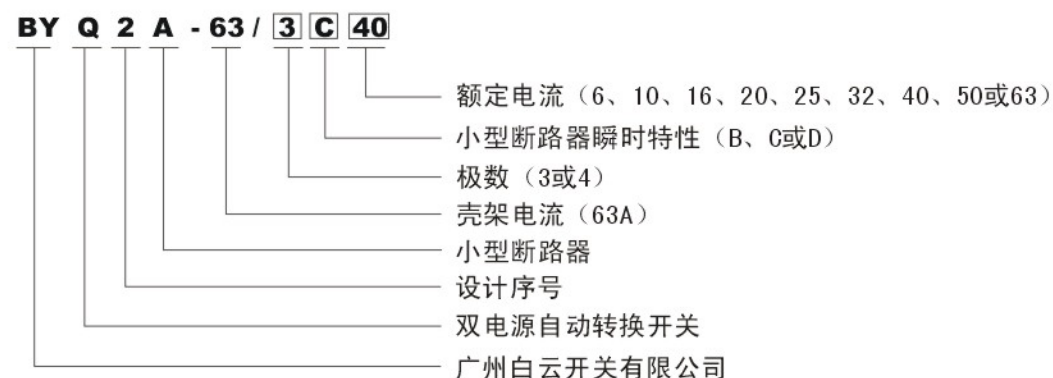 BY Q 2 A - 63 / 3 C 40
额定电流（6、10、16、20、25、32、40、50或63）
小型断路器瞬时特性（B、C或D）
极数（3或4）
壳架电流（63A）
小型断路器
设计序号
双电源自动转换开关
广州白云开关有限公司